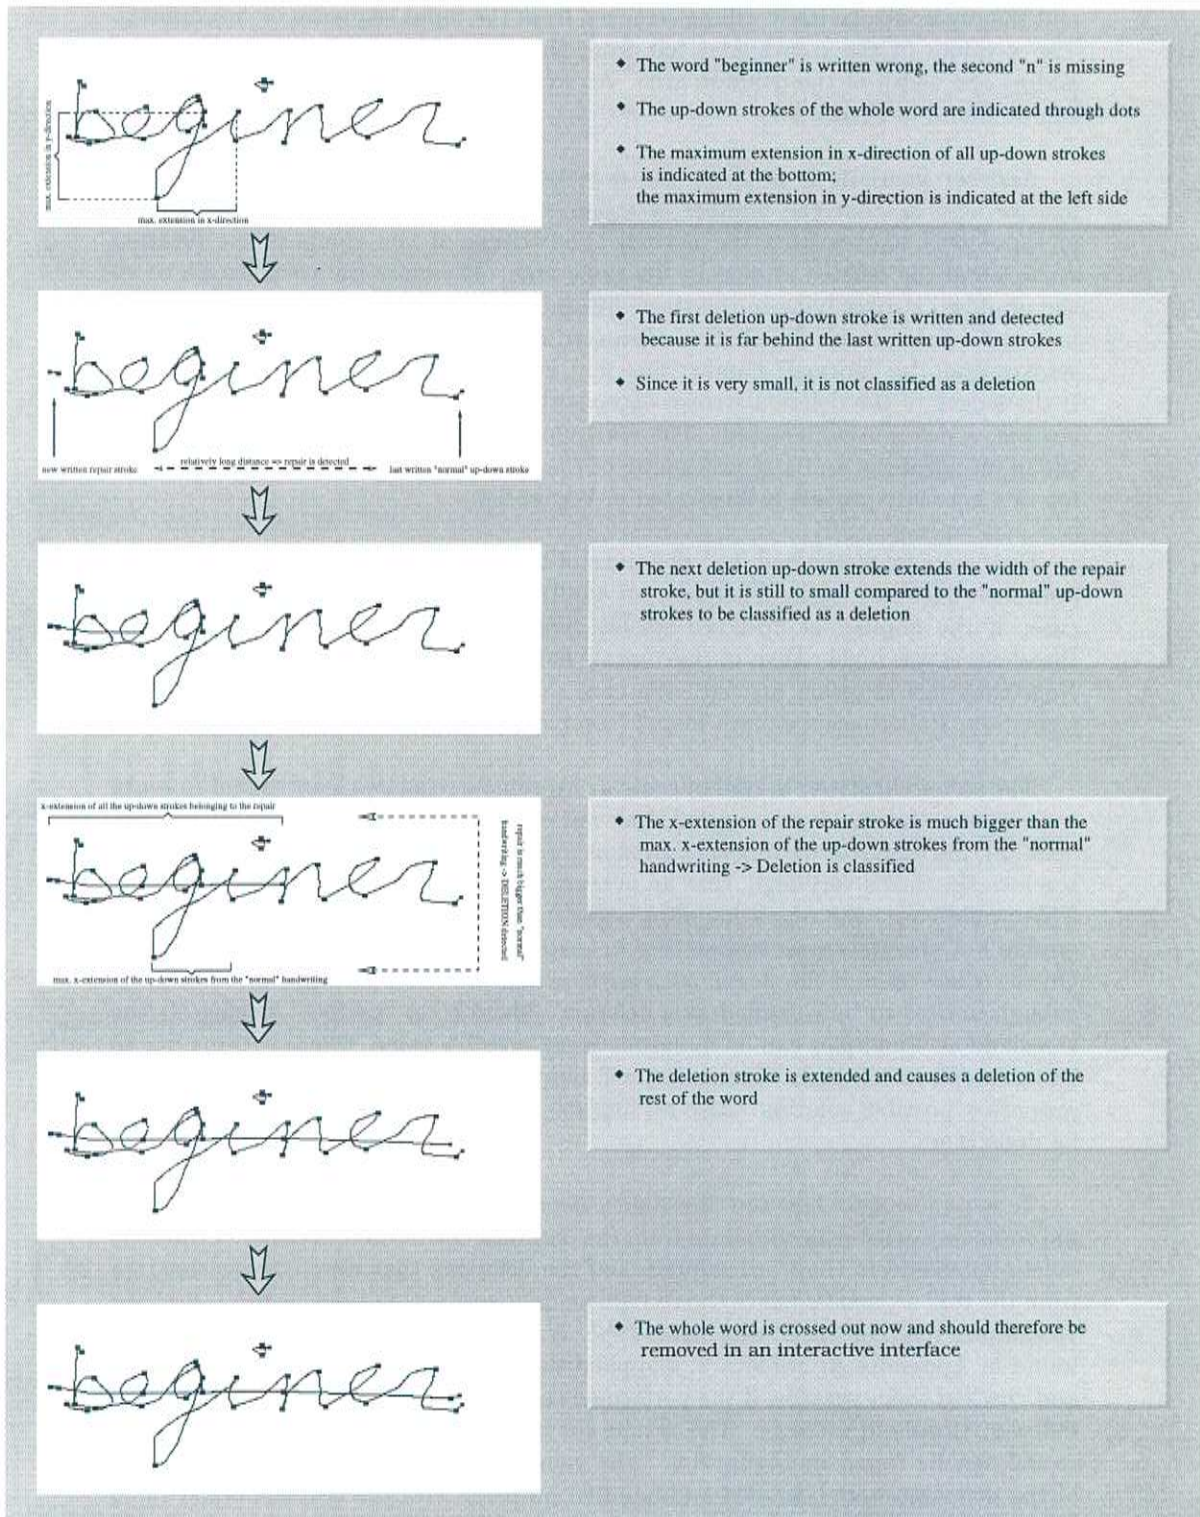 beginer
max. extension in y-direction
max. extension in x-direction
◆ The word "beginner" is written wrong, the second "n" is missing
◆ The up-down strokes of the whole word are indicated through dots
◆ The maximum extension in x-direction of all up-down strokes
is indicated at the bottom;
the maximum extension in y-direction is indicated at the left side
beginer
new written repair stroke
relatively long distance => repair is detected
last written "normal" up-down stroke
◆ The first deletion up-down stroke is written and detected
because it is far behind the last written up-down strokes
◆ Since it is very small, it is not classified as a deletion
beginer
◆ The next deletion up-down stroke extends the width of the repair
stroke, but it is still to small compared to the "normal" up-down
strokes to be classified as a deletion
x-extension of all the up-down strokes belonging to the repair
beginer
repair is much bigger than "normal"
handwriting -> DELETION detected
max. x-extension of the up-down strokes from the "normal" handwriting
◆ The x-extension of the repair stroke is much bigger than the
max. x-extension of the up-down strokes from the "normal"
handwriting -> Deletion is classified
beginer
◆ The deletion stroke is extended and causes a deletion of the
rest of the word
beginer
◆ The whole word is crossed out now and should therefore be
removed in an interactive interface